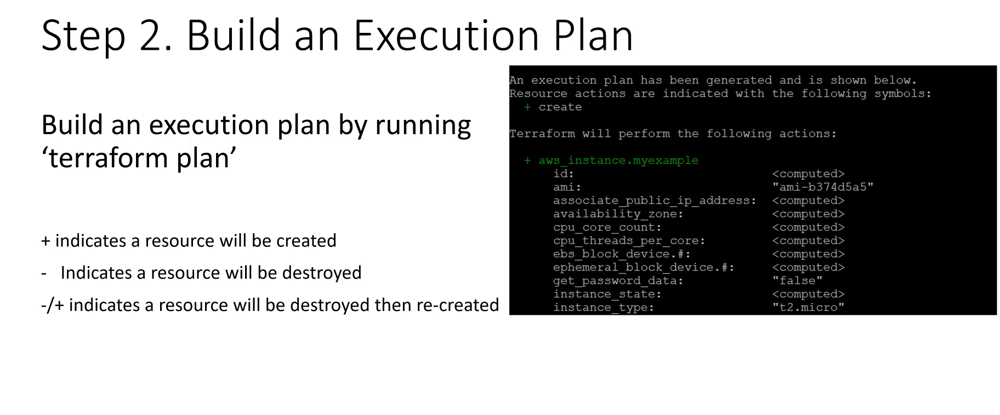 Step 2. Build an Execution Plan
Build an execution plan by running
‘terraform plan’
+ indicates a resource will be created
- Indicates a resource will be destroyed
-/+ indicates a resource will be destroyed then re-created
An execution plan has been generated and is shown below.
Resource actions are indicated with the following symbols:
+ create
Terraform will perform the following actions:
+ aws_instance.myexample
id: <computed>
ami: "ami-b374d5a5"
associate_public_ip_address: <computed>
availability_zone: <computed>
cpu_core_count: <computed>
cpu_threads_per_core: <computed>
ebs_block_device.#: <computed>
ephemeral_block_device.#: <computed>
get_password_data: "false"
instance_state: <computed>
instance_type: "t2.micro"